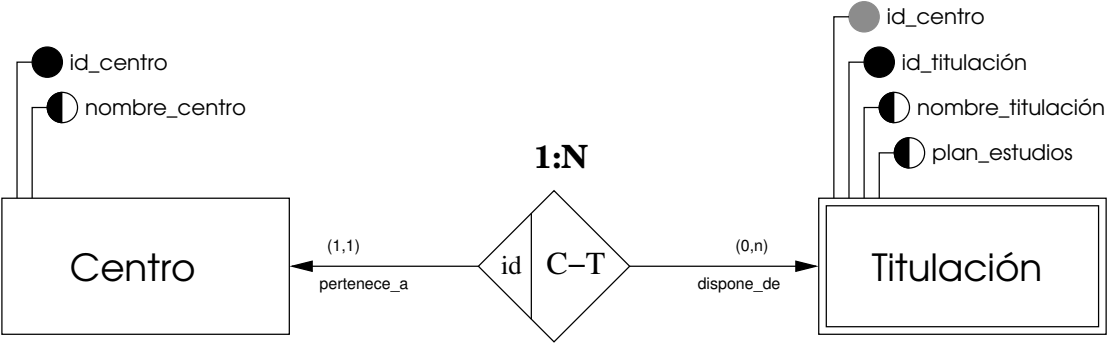 id_centro
id_centro
id_titulación
nombre_centro
nombre_titulación
plan_estudios
1:N
Centro
(1,1)
pertenece_a
id
C–T
(0,n)
dispone_de
Titulación